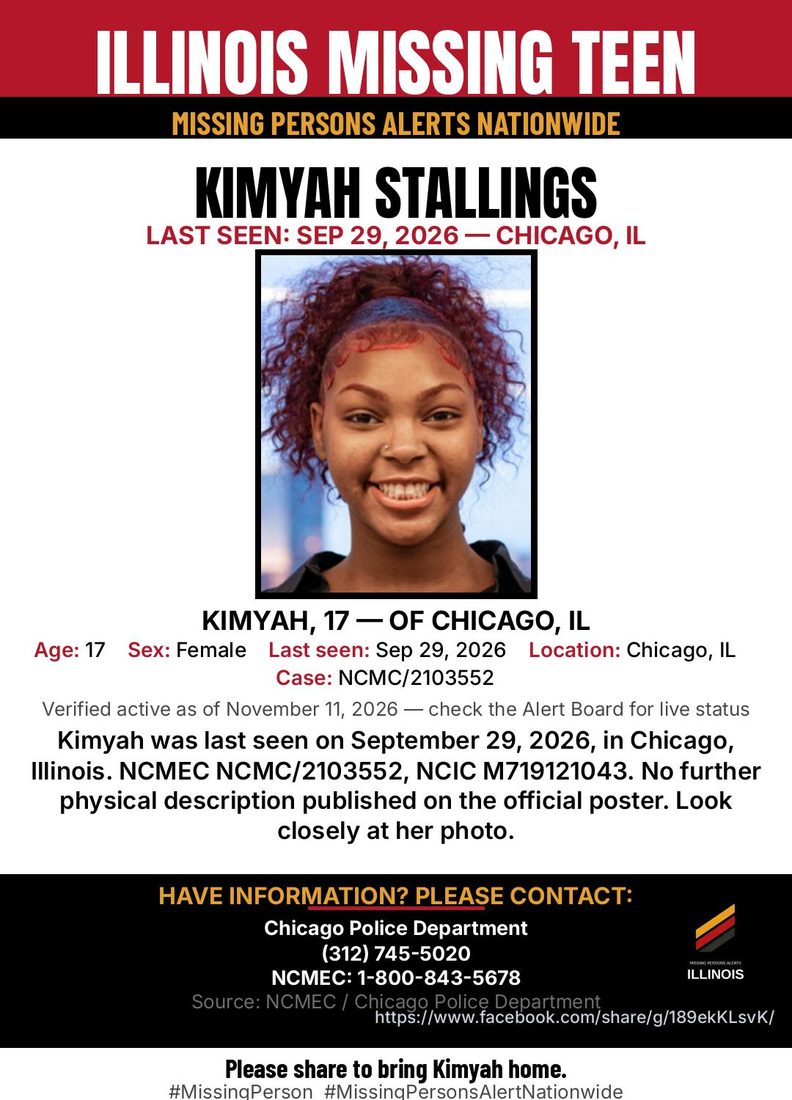 ILLINOIS MISSING TEEN
MISSING PERSONS ALERTS NATIONWIDE
KIMYAH STALLINGS
LAST SEEN: SEP 29, 2026 — CHICAGO, IL
KIMYAH, 17 — OF CHICAGO, IL
Age: 17 Sex: Female Last seen: Sep 29, 2026 Location: Chicago, IL
Case: NCMC/2103552
Verified active as of November 11, 2026 — check the Alert Board for live status
Kimyah was last seen on September 29, 2026, in Chicago,
Illinois. NCMEC NCMC/2103552, NCIC M719121043. No further
physical description published on the official poster. Look
closely at her photo.
HAVE INFORMATION? PLEASE CONTACT:
Chicago Police Department
(312) 745-5020
NCMEC: 1-800-843-5678
Source: NCMEC / Chicago Police Department
https://www.facebook.com/share/g/189ekKLsvK/
MISSING PERSONS ALERTS
ILLINOIS
Please share to bring Kimyah home.
#MissingPerson #MissingPersonsAlertNationwide